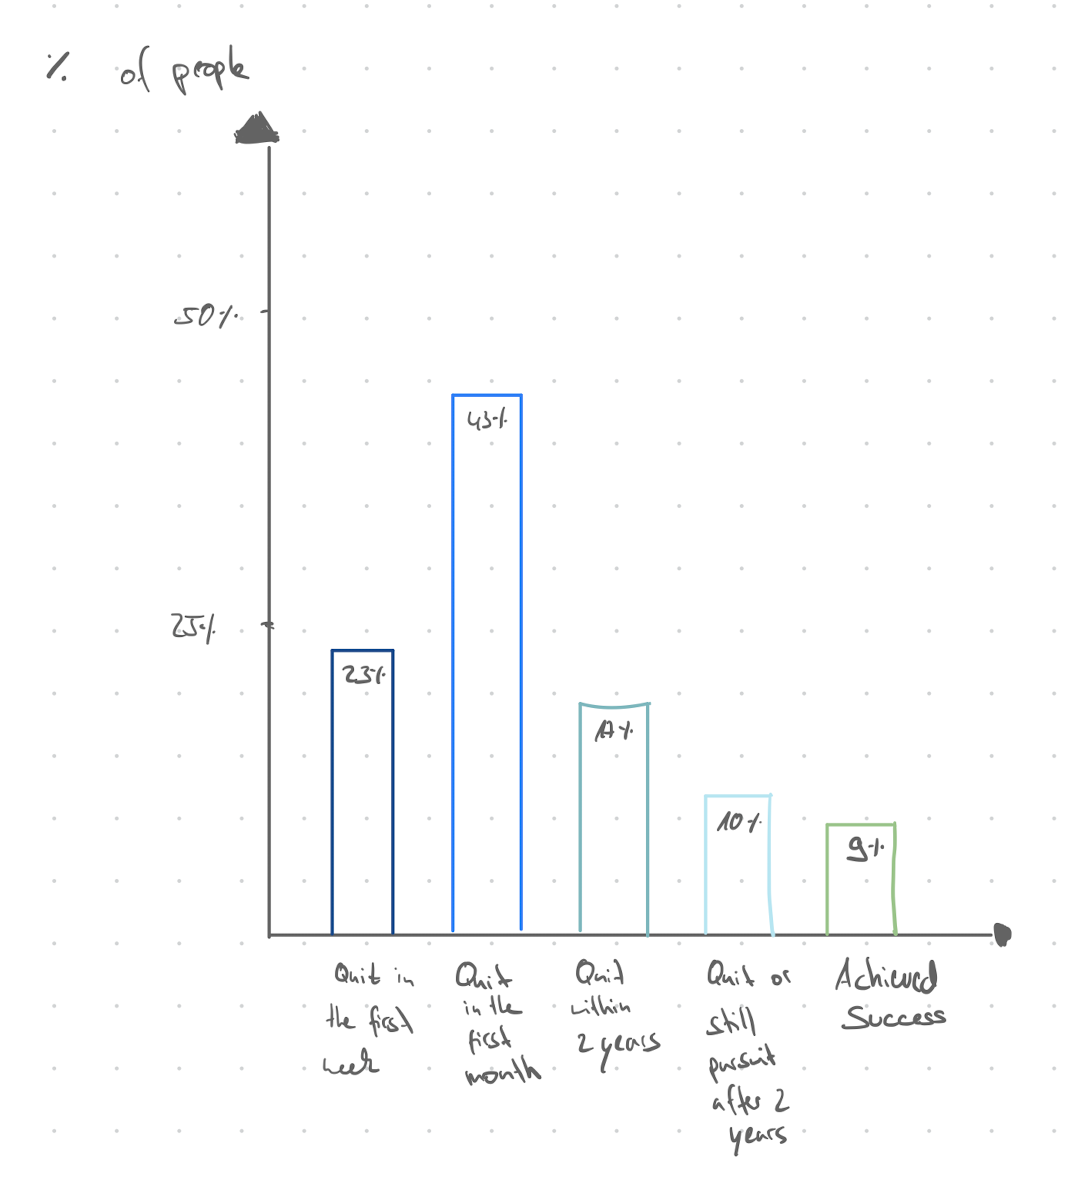 % of people
50%
25%
23%
43%
17%
10%
9%
Quit in
the first
week
Quit
in the
first
month
Quit
within
2 years
Quit or
still
pursuit
after 2
years
Achieved
Success